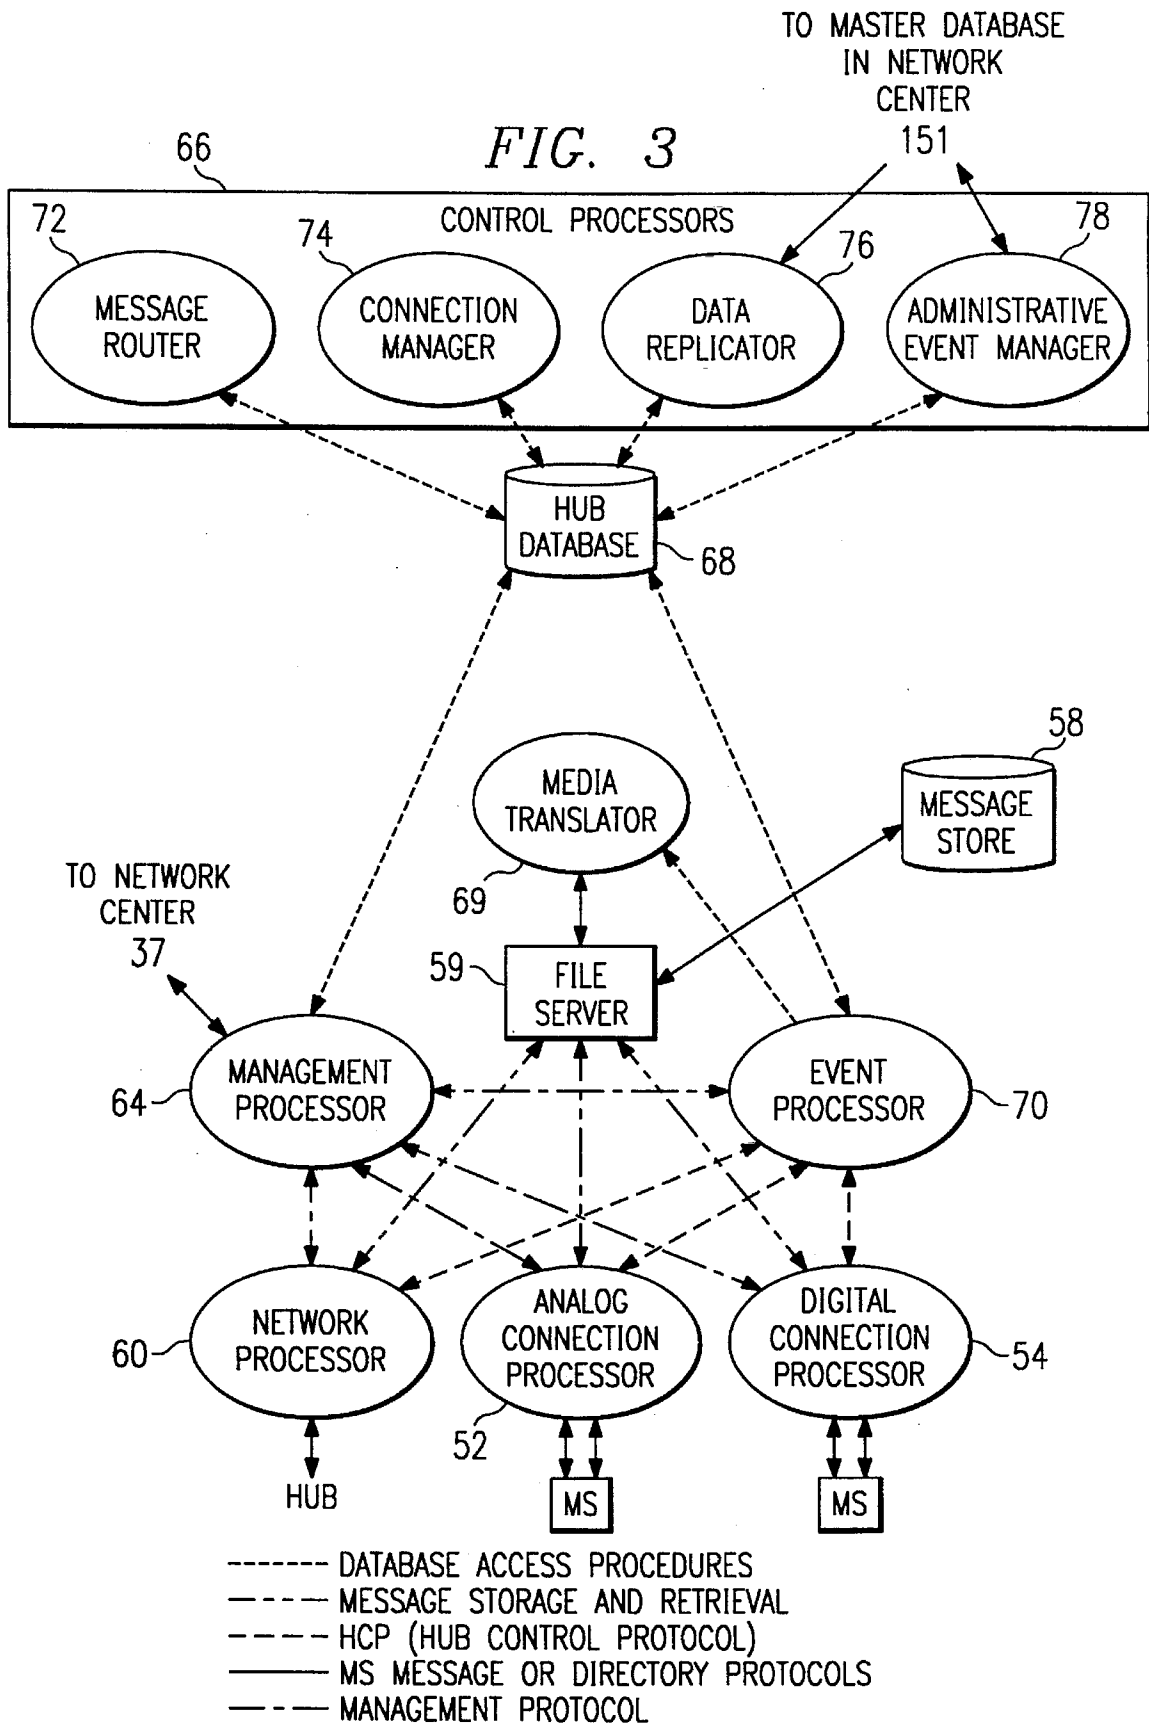 TO MASTER DATABASE
IN NETWORK
CENTER
151
FIG. 3
66
CONTROL PROCESSORS
72
74
76
78
MESSAGE
ROUTER
CONNECTION
MANAGER
DATA
REPLICATOR
ADMINISTRATIVE
EVENT MANAGER
HUB
DATABASE
68
58
MESSAGE
STORE
MEDIA
TRANSLATOR
69
TO NETWORK
CENTER
37
59
FILE
SERVER
MANAGEMENT
PROCESSOR
64
EVENT
PROCESSOR
70
NETWORK
PROCESSOR
60
ANALOG
CONNECTION
PROCESSOR
52
DIGITAL
CONNECTION
PROCESSOR
54
HUB
MS
MS
DATABASE ACCESS PROCEDURES
MESSAGE STORAGE AND RETRIEVAL
HCP (HUB CONTROL PROTOCOL)
MS MESSAGE OR DIRECTORY PROTOCOLS
MANAGEMENT PROTOCOL